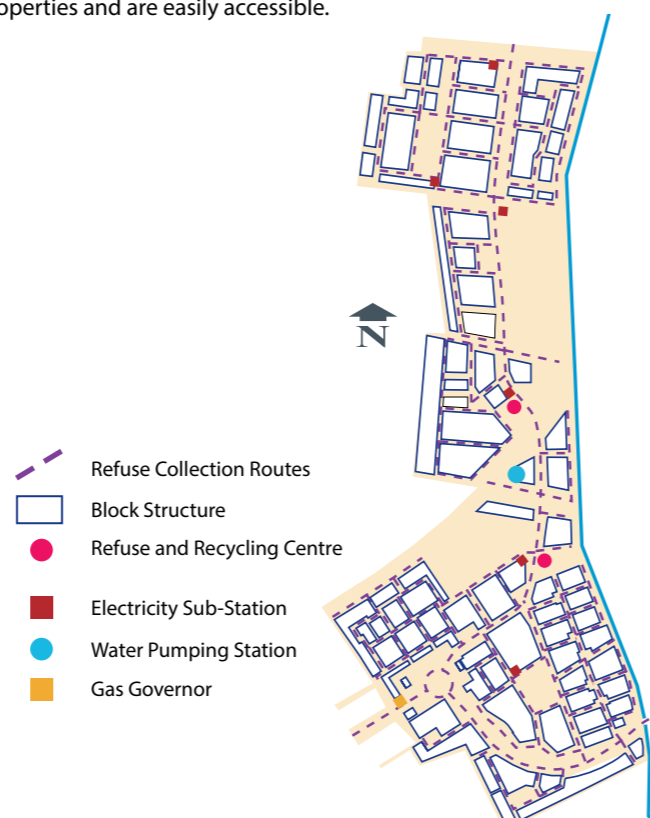 operties and are easily accessible.
N
Refuse Collection Routes
Block Structure
Refuse and Recycling Centre
Electricity Sub-Station
Water Pumping Station
Gas Governor